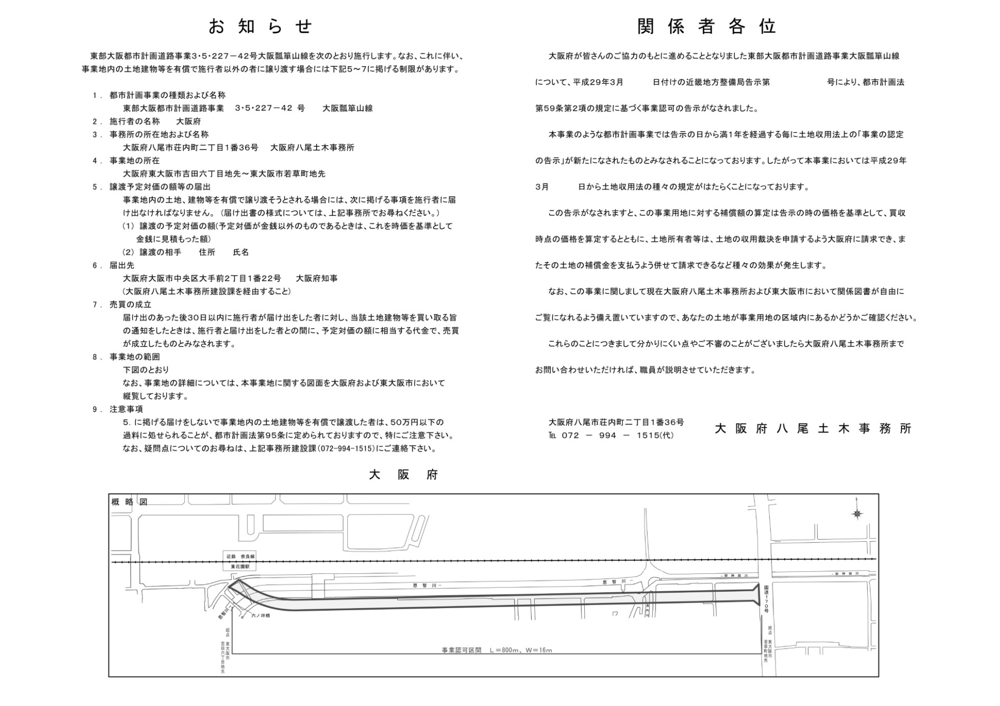 お知らせ
東部大阪都市計画道路事業3・5・227－42号大阪瓢箪山線を次のとおり施行します。なお、これに伴い、
事業地内の土地建物等を有償で施行者以外の者に譲り渡す場合には下記5～7に掲げる制限があります。
1．都市計画事業の種類および名称
東部大阪都市計画道路事業　3・5・227－42 号　　大阪瓢箪山線
2．施行者の名称　　大阪府
3．事務所の所在地および名称
大阪府八尾市荘内町二丁目1番36号　大阪府八尾土木事務所
4．事業地の所在
大阪府東大阪市吉田六丁目地先～東大阪市若草町地先
5．譲渡予定対価の額等の届出
事業地内の土地、建物等を有償で譲り渡そうとされる場合には、次に掲げる事項を施行者に届
け出なければなりません。（届け出書の様式については、上記事務所でお尋ねください。）
（1）譲渡の予定対価の額（予定対価が金銭以外のものであるときは、これを時価を基準として
金銭に見積もった額）
（2）譲渡の相手　　住所　　氏名
6．届出先
大阪府大阪市中央区大手前2丁目1番22号　　大阪府知事
（大阪府八尾土木事務所建設課を経由すること）
7．売買の成立
届け出のあった後30日以内に施行者が届け出をした者に対し、当該土地建物等を買い取る旨
の通知をしたときは、施行者と届け出をした者との間に、予定対価の額に相当する代金で、売買
が成立したものとみなされます。
8．事業地の範囲
下図のとおり
なお、事業地の詳細については、本事業地に関する図面を大阪府および東大阪市において
縦覧しております。
9．注意事項
5. に掲げる届けをしないで事業地内の土地建物等を有償で譲渡した者は、50万円以下の
過料に処せられることが、都市計画法第95条に定められておりますので、特にご注意下さい。
なお、疑問点についてのお尋ねは、上記事務所建設課（072-994-1515）にご連絡下さい。
大　阪　府
関係者各位
大阪府が皆さんのご協力のもとに進めることとなりました東部大阪都市計画道路事業大阪瓢箪山線
について、平成29年3月　　　日付けの近畿地方整備局告示第　　　　　　号により、都市計画法
第59条第2項の規定に基づく事業認可の告示がなされました。
本事業のような都市計画事業では告示の日から満1年を経過する毎に土地収用法上の「事業の認定
の告示」が新たになされたものとみなされることになっております。したがって本事業においては平成29年
3月　　　日から土地収用法の種々の規定がはたらくことになっております。
この告示がなされますと、この事業用地に対する補償額の算定は告示の時の価格を基準として、買収
時点の価格を算定するとともに、土地所有者等は、土地の収用裁決を申請するよう大阪府に請求でき、ま
たその土地の補償金を支払うよう併せて請求できるなど種々の効果が発生します。
なお、この事業に関しまして現在大阪府八尾土木事務所および東大阪市において関係図書が自由に
ご覧になれるよう備え置いていますので、あなたの土地が事業用地の区域内にあるかどうかご確認ください。
これらのことにつきまして分かりにくい点やご不審のことがございましたら大阪府八尾土木事務所まで
お問い合わせいただければ、職員が説明させていただきます。
大阪府八尾市荘内町二丁目1番36号
℡ 072 － 994 － 1515（代）
大阪府八尾土木事務所
概略図
近鉄　奈良線
東花園駅
恩智川
恩智川
恩智川
六ノ坪橋
国道170号
起点　東大阪市
吉田六丁目地先
終点　東大阪市
若草町地先
事業認可区間　L＝800m、W＝16m